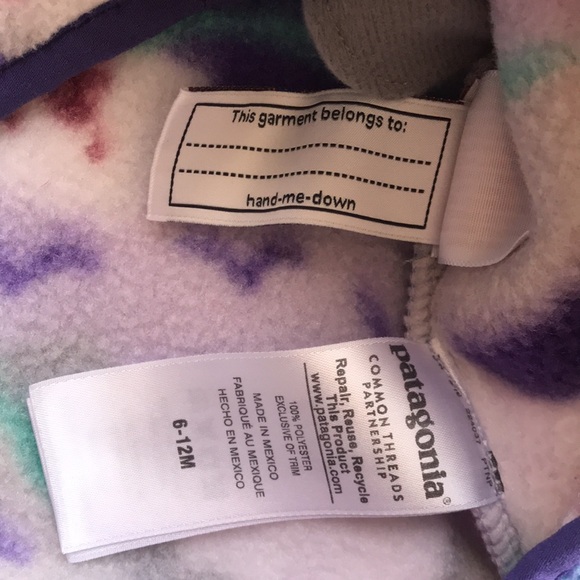 This garment belongs to:
hand-me-down
patagonia®
COMMON THREADS
PARTNERSHIP
Repair, Reuse, Recycle
This Product
www.patagonia.com
100% POLYESTER
EXCLUSIVE OF TRIM
MADE IN MEXICO
FABRIQUÉ AU MEXIQUE
HECHO EN MEXICO
6-12M